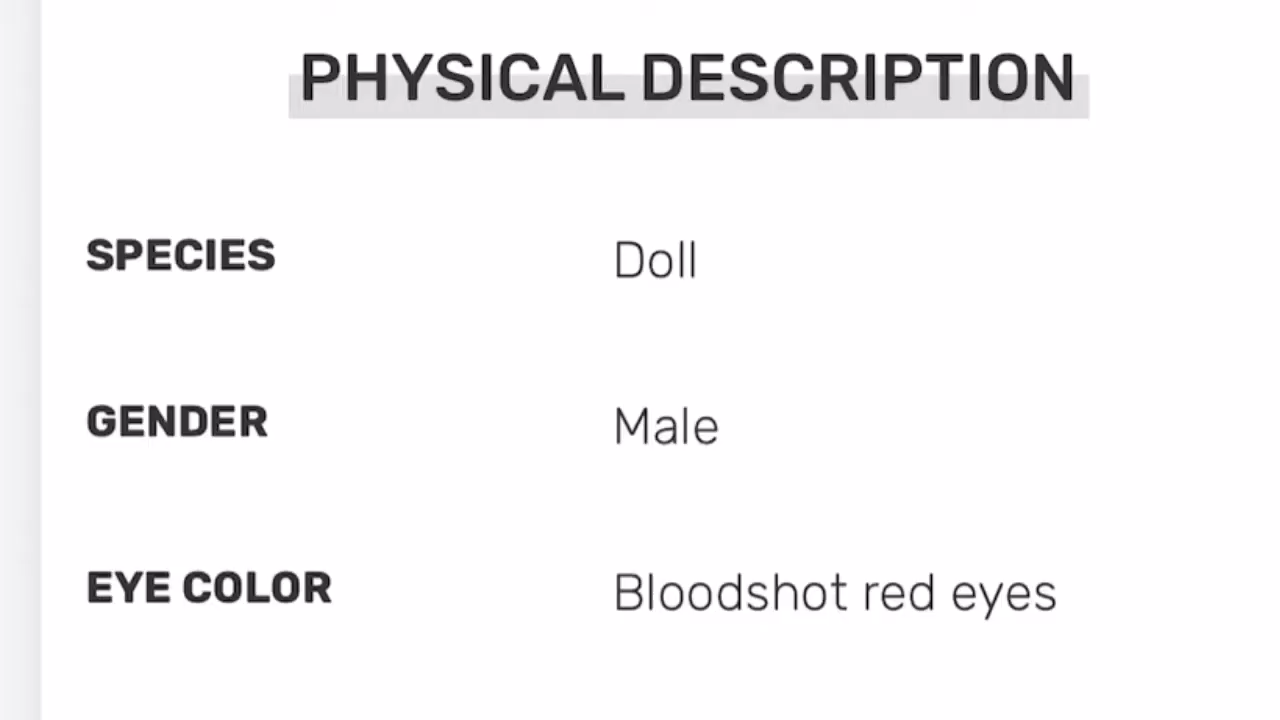 PHYSICAL DESCRIPTION
SPECIES Doll
GENDER Male
EYE COLOR Bloodshot red eyes